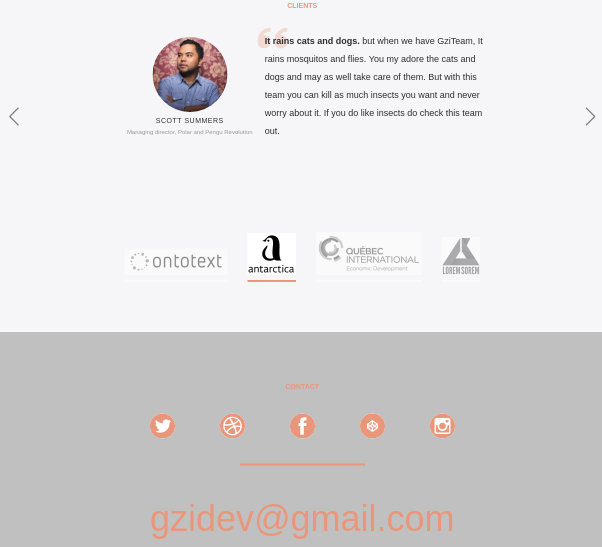 CLIENTS
It rains cats and dogs. but when we have GziTeam, It
rains mosquitos and flies. You my adore the cats and
dogs and may as well take care of them. But with this
team you can kill as much insects you want and never
worry about it. If you do like insects do check this team
out.
SCOTT SUMMERS
Managing director, Polar and Pengu Revolution
ontotext
antarctica
QUÉBEC
INTERNATIONAL
Economic Development
LOREM SOREM
CONTACT
gzidev@gmail.com